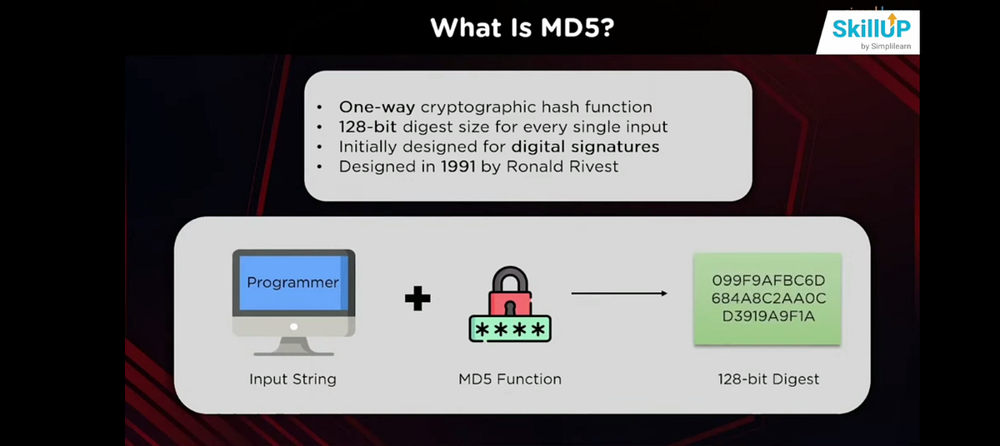 What Is MD5?
SkillUP
by Simplilearn
• One-way cryptographic hash function
• 128-bit digest size for every single input
• Initially designed for digital signatures
• Designed in 1991 by Ronald Rivest
Programmer
****
099F9AFBC6D
684A8C2AA0C
D3919A9F1A
Input String
MD5 Function
128-bit Digest